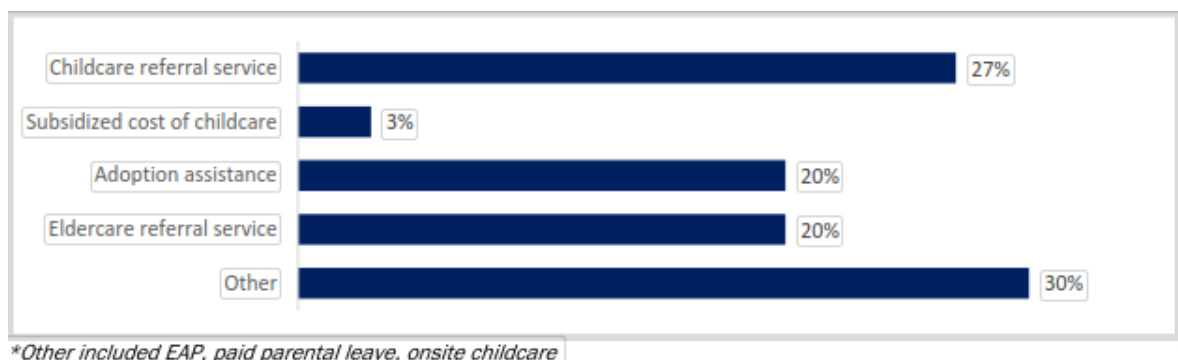 Childcare referral service 27%
Subsidized cost of childcare 3%
Adoption assistance 20%
Eldercare referral service 20%
Other 30%
*Other included EAP, paid parental leave, onsite childcare